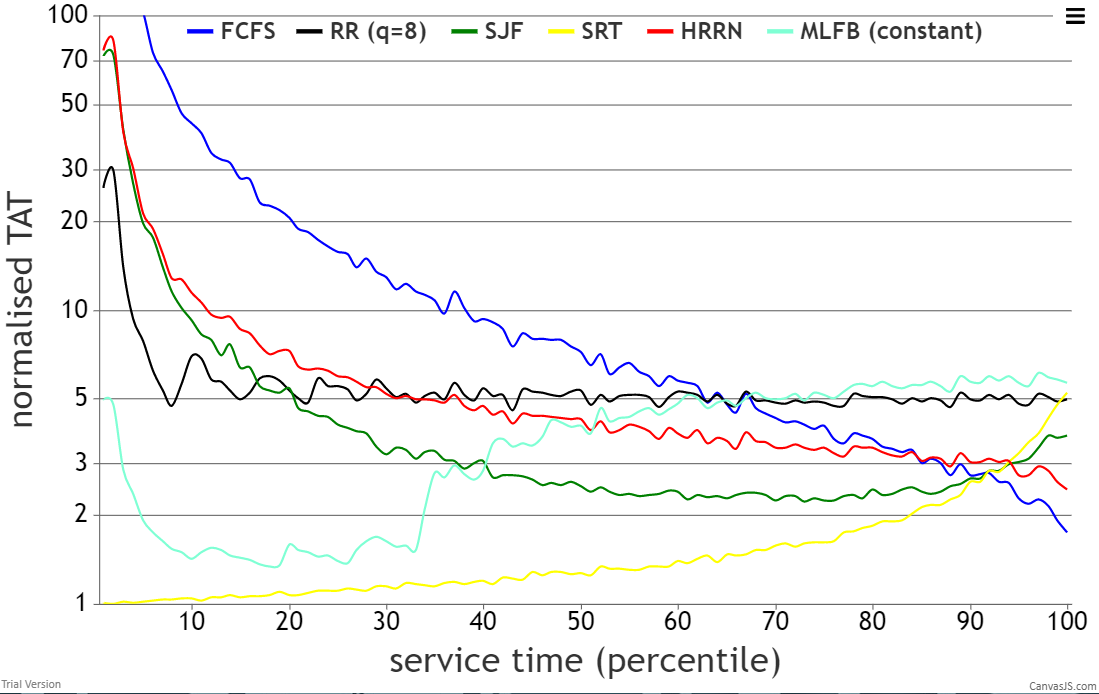 FCFS RR (q=8) SJF SRT HRRN MLFB (constant)
normalised TAT
100
70
50
30
20
10
5
3
2
1
10 20 30 40 50 60 70 80 90 100
service time (percentile)
Trial Version
CanvasJS.com